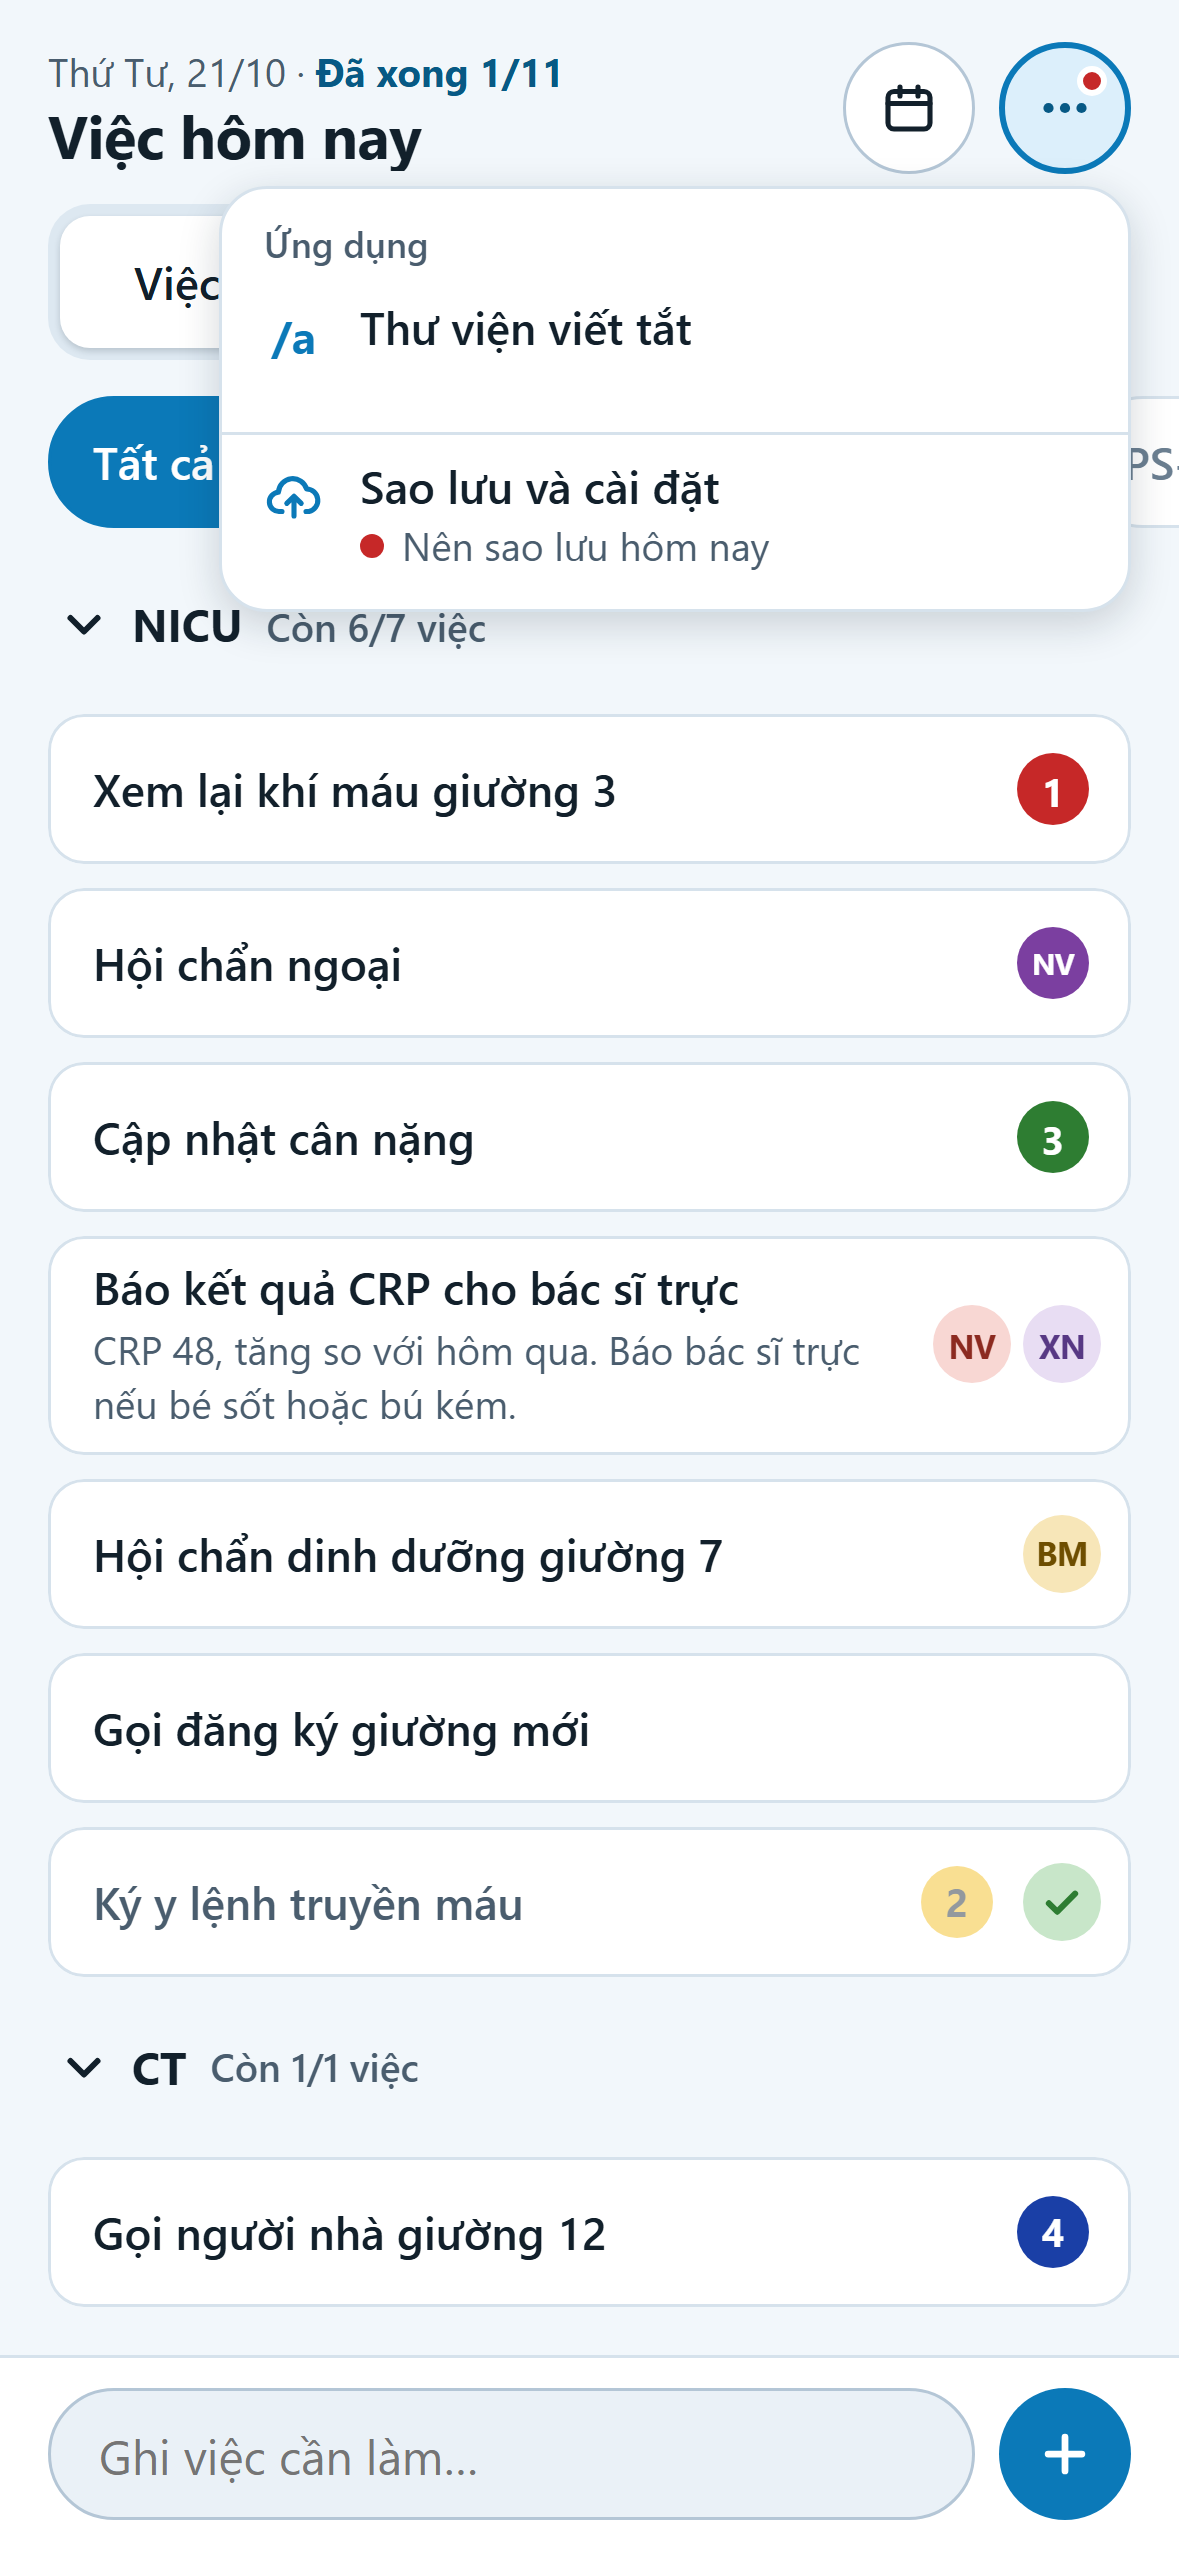 Thứ Tư, 21/10 · Đã xong 1/11
Việc hôm nay
Ứng dụng
Việc
/a Thư viện viết tắt
Tất cả
PS-
Sao lưu và cài đặt
Nên sao lưu hôm nay
NICU Còn 6/7 việc
Xem lại khí máu giường 3 1
Hội chẩn ngoại NV
Cập nhật cân nặng 3
Báo kết quả CRP cho bác sĩ trực
CRP 48, tăng so với hôm qua. Báo bác sĩ trực
nếu bé sốt hoặc bú kém.
NV XN
Hội chẩn dinh dưỡng giường 7 BM
Gọi đăng ký giường mới
Ký y lệnh truyền máu 2
CT Còn 1/1 việc
Gọi người nhà giường 12 4
Ghi việc cần làm...